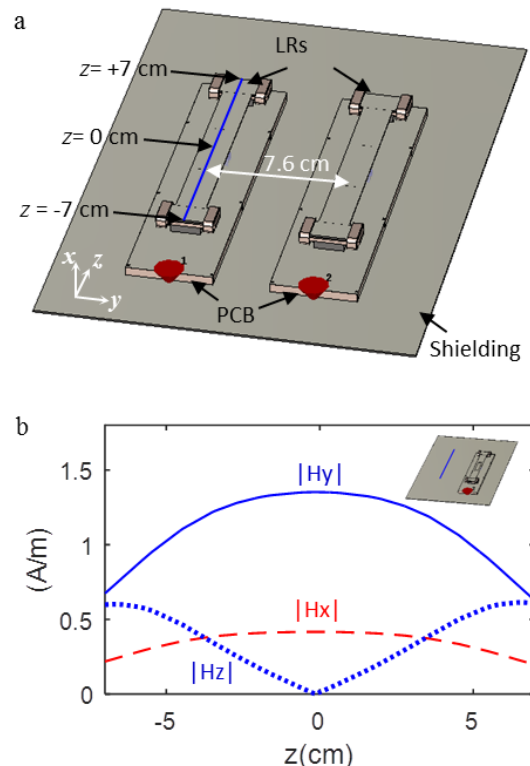 a
LRs
z= +7 cm
z= 0 cm
7.6 cm
z = -7 cm
x
z
y
1
2
PCB
Shielding
b
1.5
|Hy|
1
(A/m)
0.5
|Hx|
|Hz|
0
-5
0
5
z(cm)